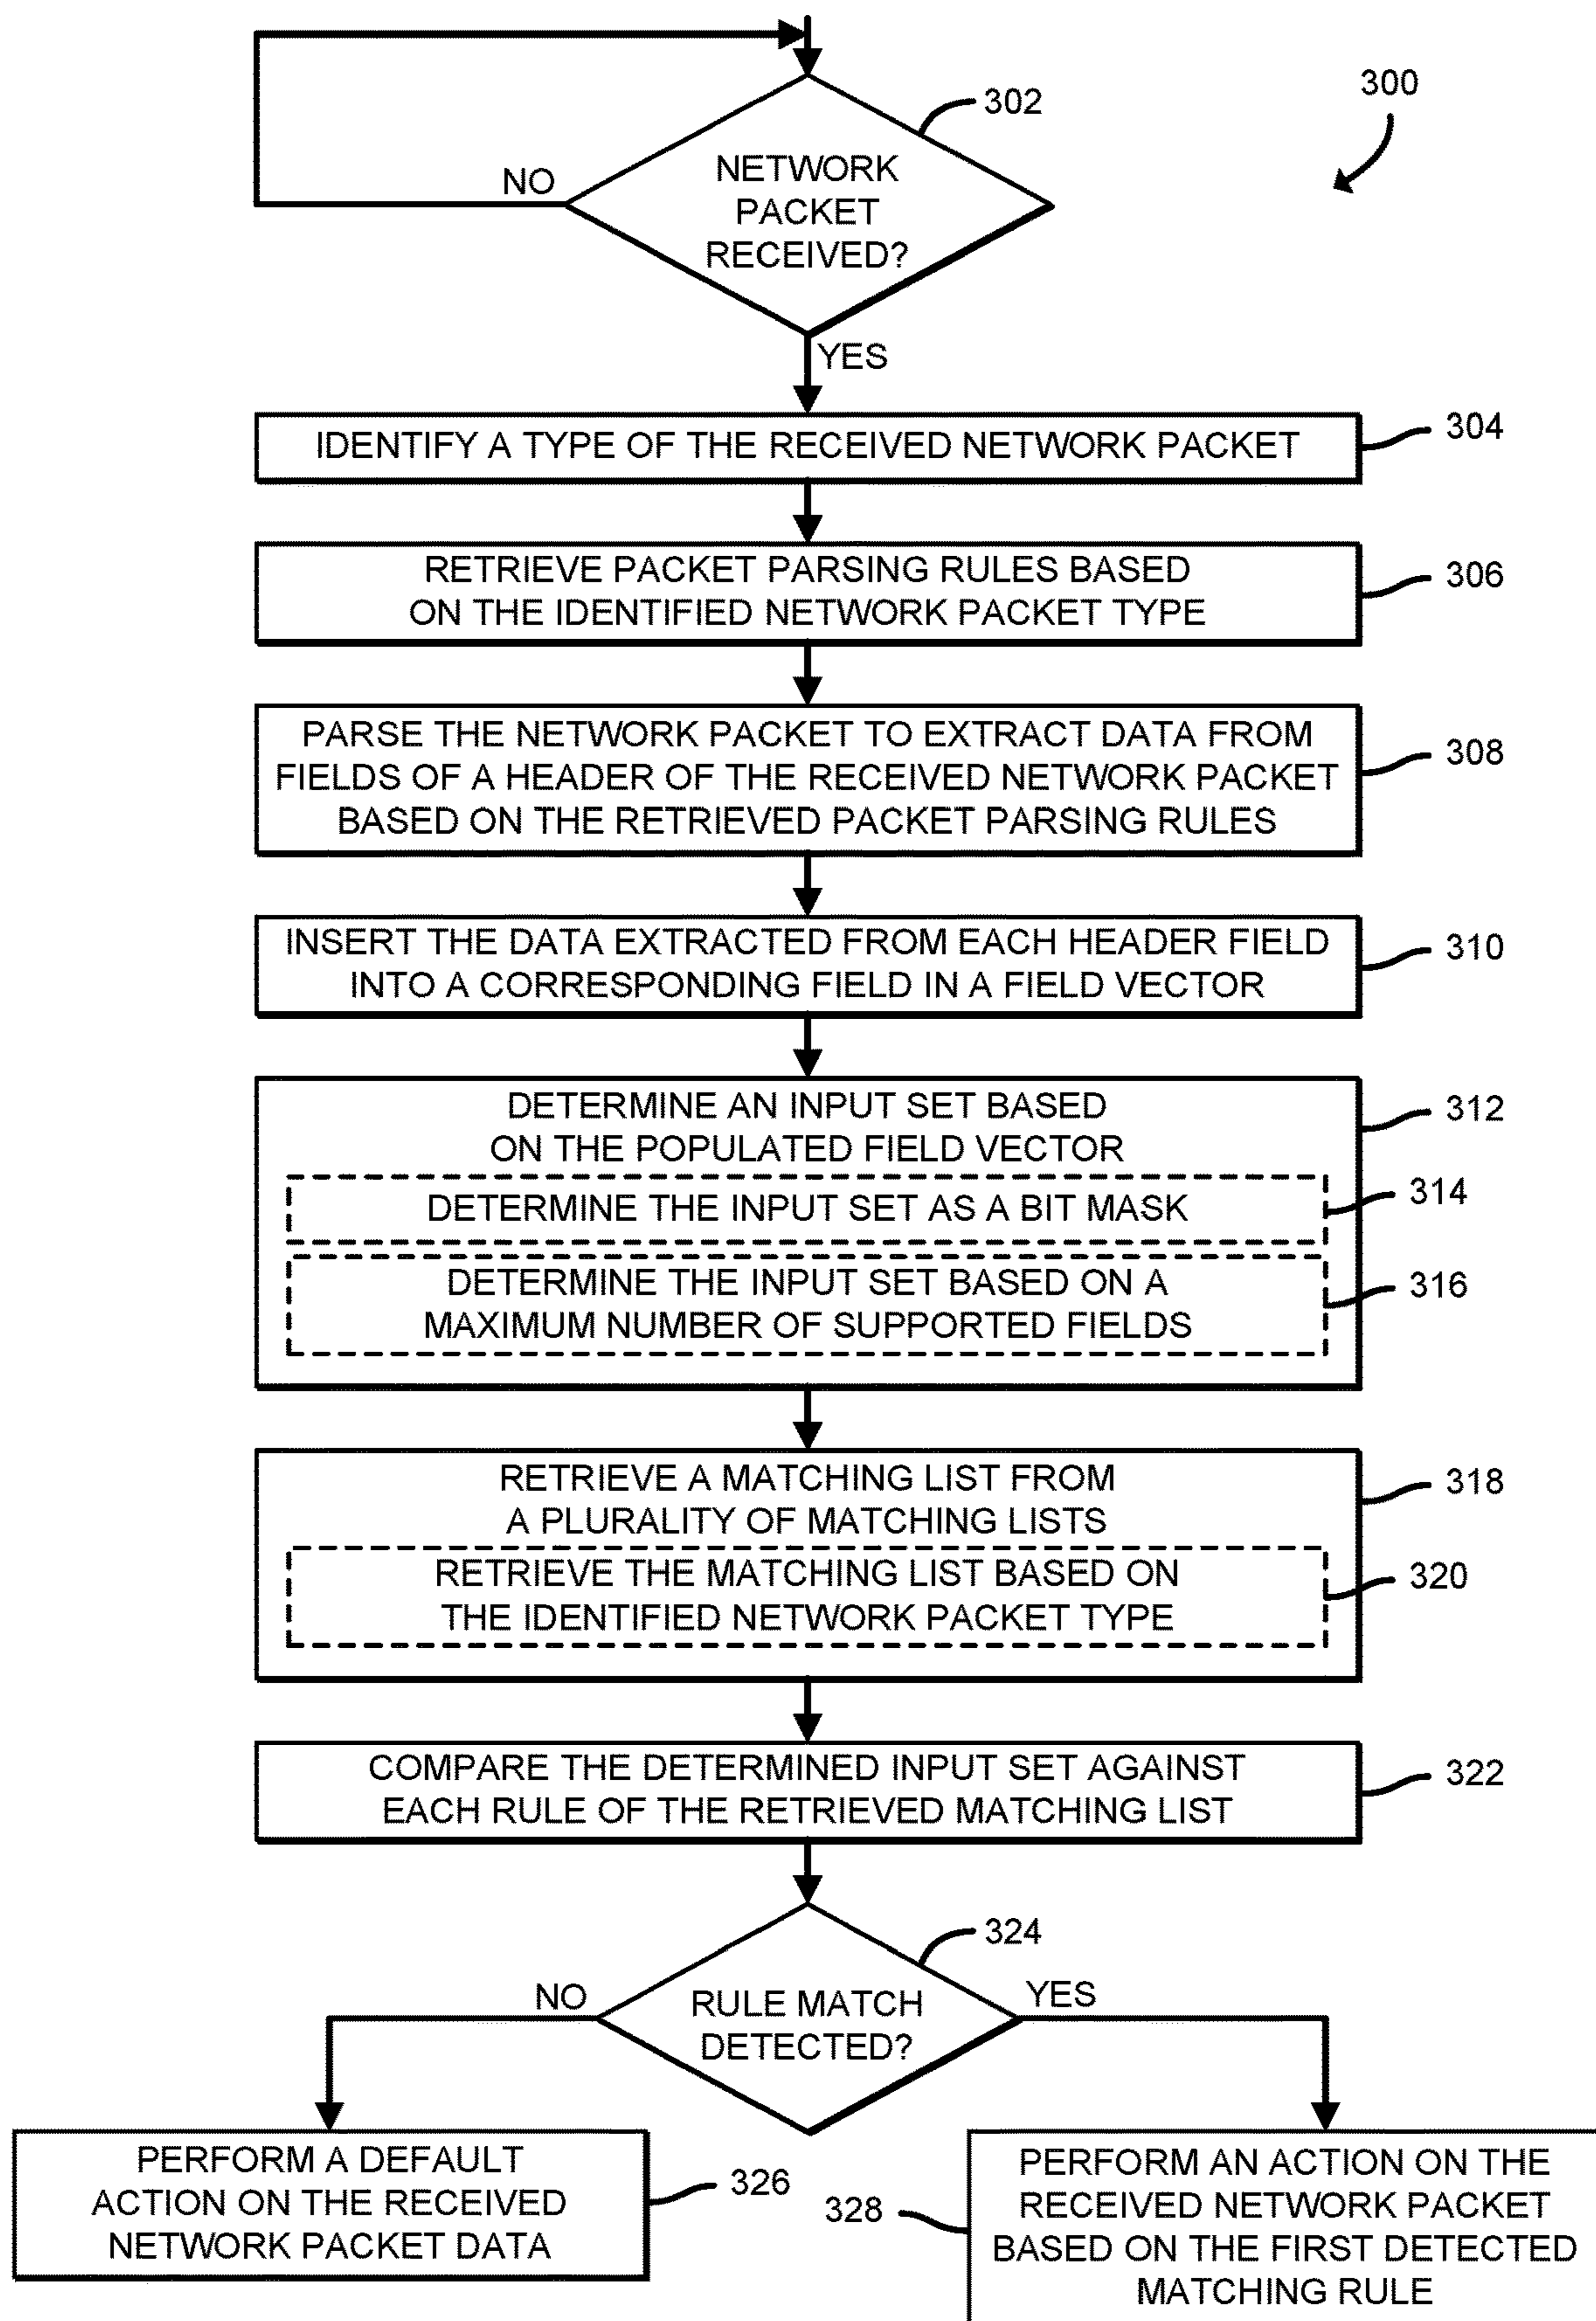 300
302
NETWORK
PACKET
RECEIVED?
NO
YES
IDENTIFY A TYPE OF THE RECEIVED NETWORK PACKET
304
RETRIEVE PACKET PARSING RULES BASED
ON THE IDENTIFIED NETWORK PACKET TYPE
306
PARSE THE NETWORK PACKET TO EXTRACT DATA FROM
FIELDS OF A HEADER OF THE RECEIVED NETWORK PACKET
BASED ON THE RETRIEVED PACKET PARSING RULES
308
INSERT THE DATA EXTRACTED FROM EACH HEADER FIELD
INTO A CORRESPONDING FIELD IN A FIELD VECTOR
310
DETERMINE AN INPUT SET BASED
ON THE POPULATED FIELD VECTOR
312
DETERMINE THE INPUT SET AS A BIT MASK
314
DETERMINE THE INPUT SET BASED ON A
MAXIMUM NUMBER OF SUPPORTED FIELDS
316
RETRIEVE A MATCHING LIST FROM
A PLURALITY OF MATCHING LISTS
318
RETRIEVE THE MATCHING LIST BASED ON
THE IDENTIFIED NETWORK PACKET TYPE
320
COMPARE THE DETERMINED INPUT SET AGAINST
EACH RULE OF THE RETRIEVED MATCHING LIST
322
324
RULE MATCH
DETECTED?
NO
YES
PERFORM A DEFAULT
ACTION ON THE RECEIVED
NETWORK PACKET DATA
326
328
PERFORM AN ACTION ON THE
RECEIVED NETWORK PACKET
BASED ON THE FIRST DETECTED
MATCHING RULE